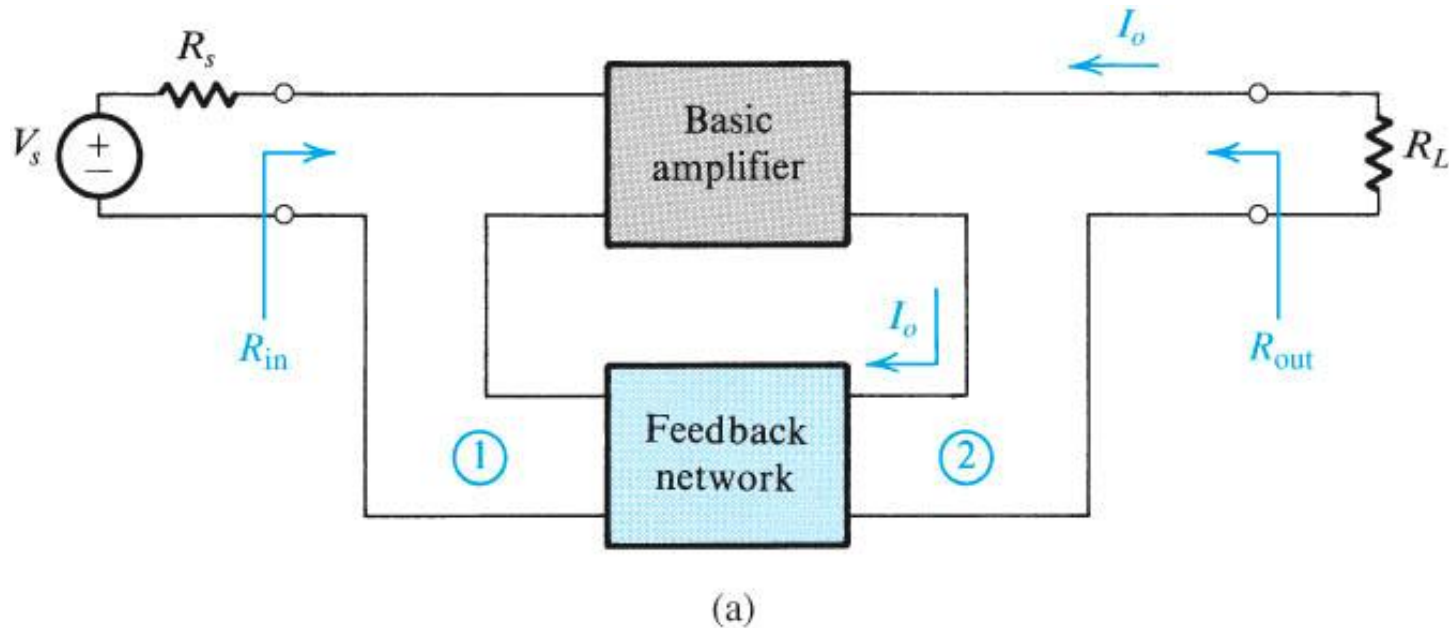 I_o
R_s
V_s
+
−
Basic
amplifier
R_L
R_in
I_o
R_out
1
Feedback
network
2
(a)